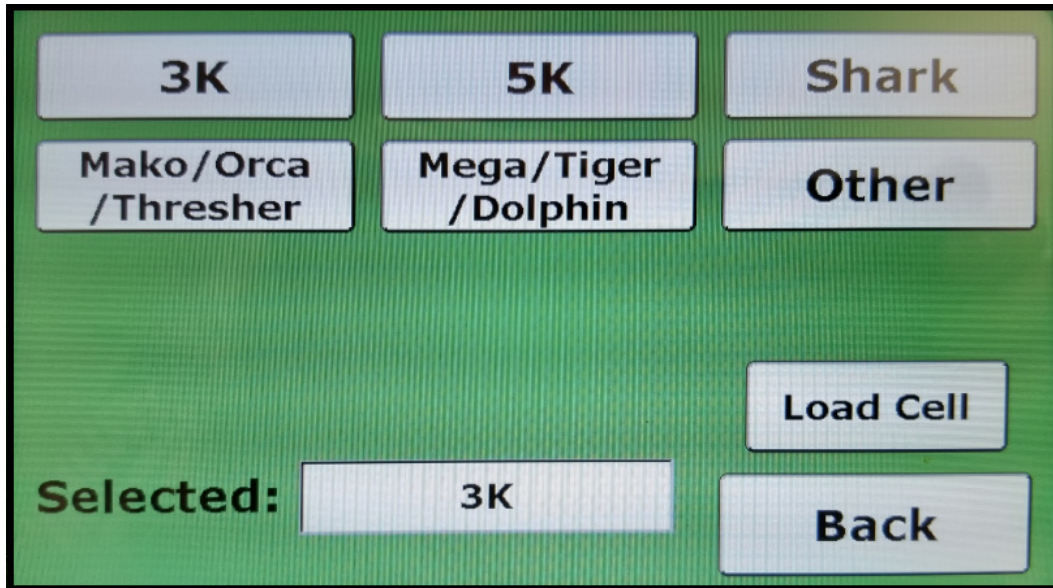 3K
5K
Shark
Mako/Orca
/Thresher
Mega/Tiger
/Dolphin
Other
Load Cell
Selected:
3K
Back